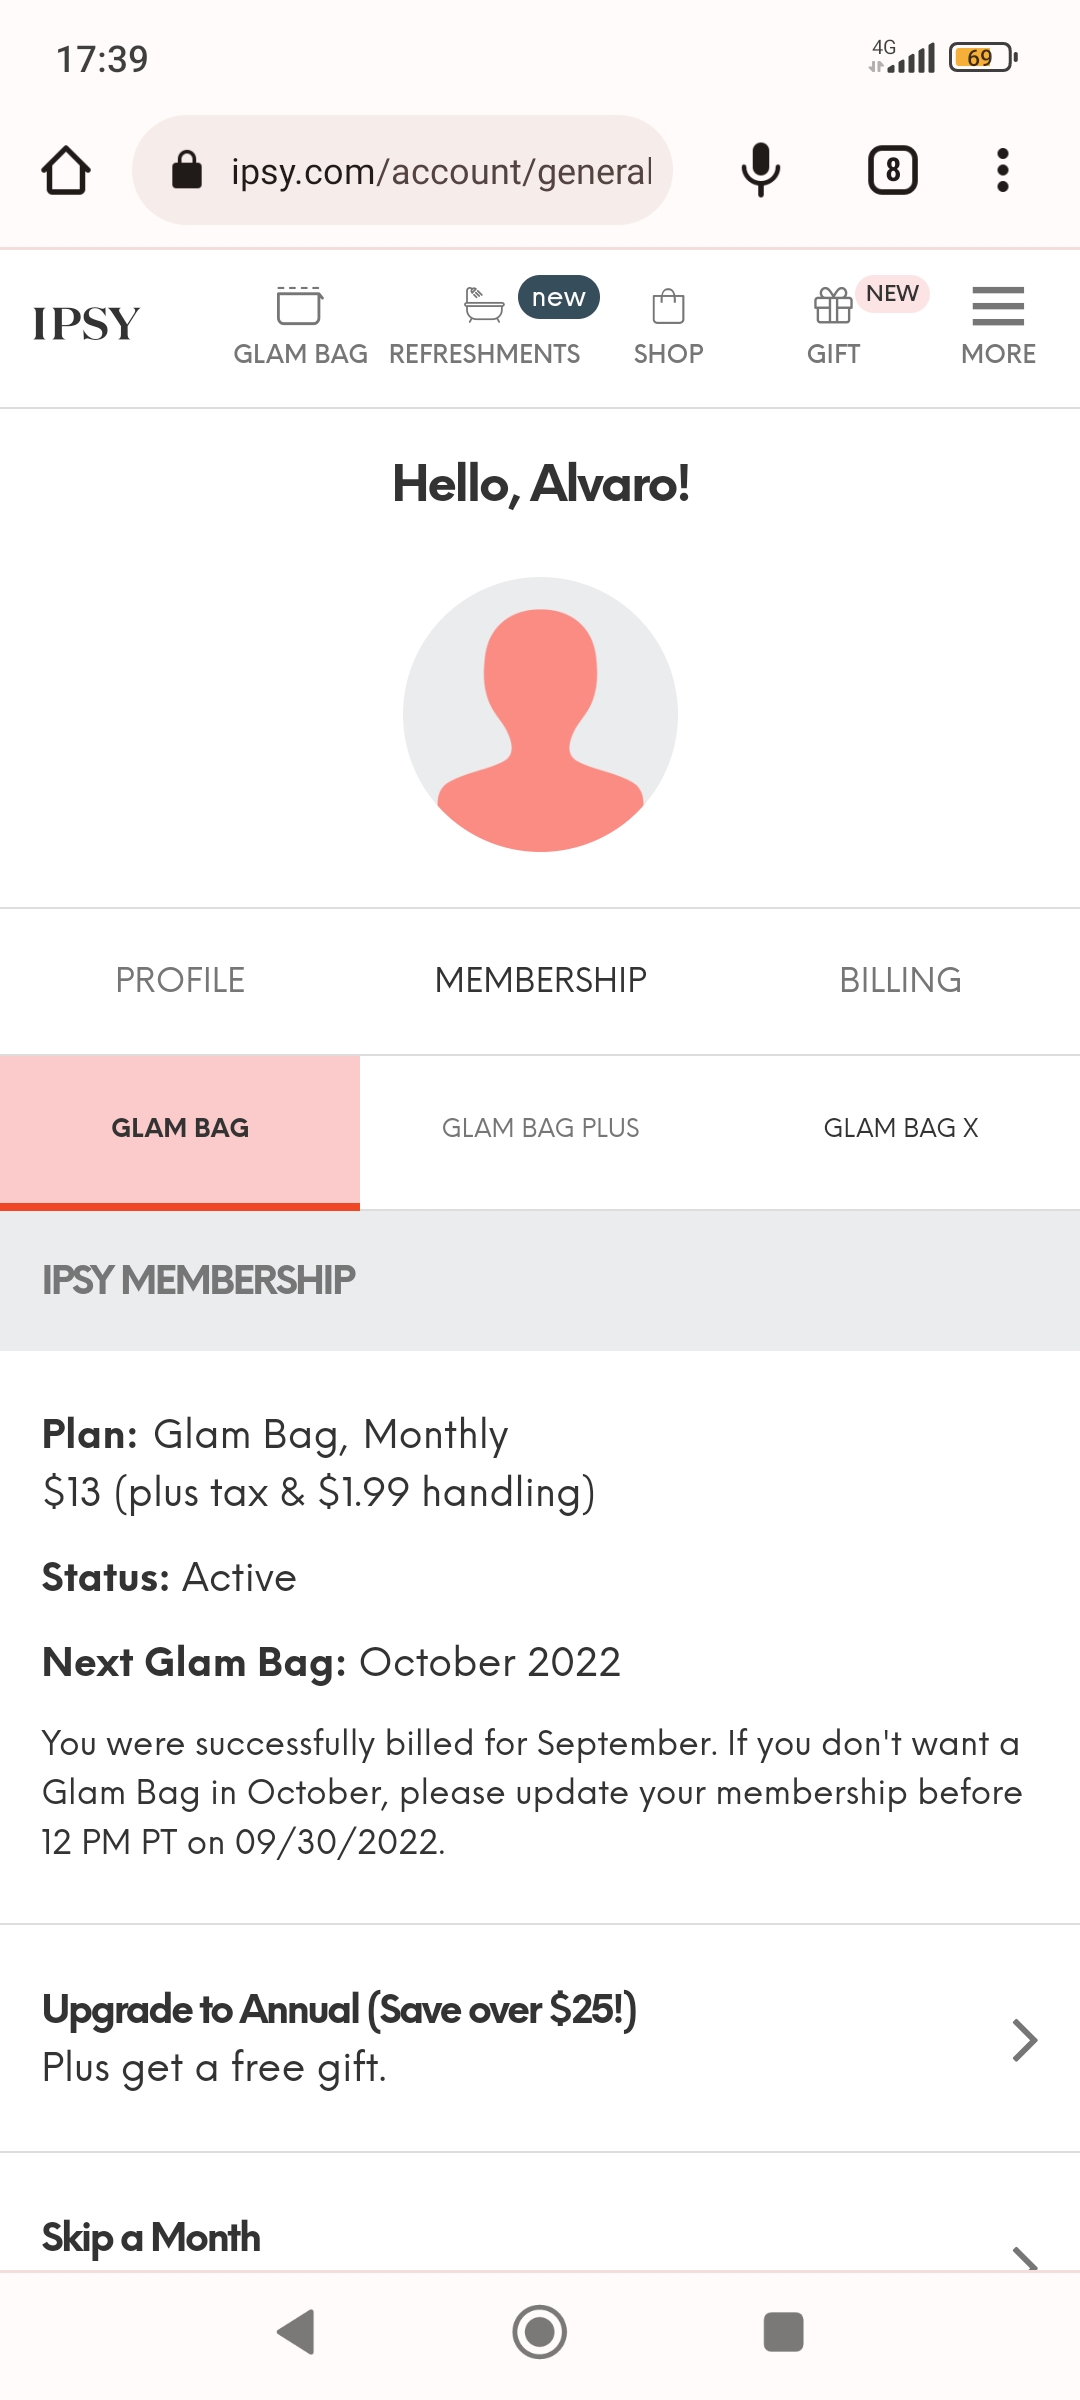 17:39
4G
69
ipsy.com/account/general
8
IPSY
GLAM BAG
REFRESHMENTS
new
SHOP
GIFT
NEW
MORE
Hello, Alvaro!
PROFILE
MEMBERSHIP
BILLING
GLAM BAG
GLAM BAG PLUS
GLAM BAG X
IPSY MEMBERSHIP
Plan: Glam Bag, Monthly
$13 (plus tax & $1.99 handling)
Status: Active
Next Glam Bag: October 2022
You were successfully billed for September. If you don't want a
Glam Bag in October, please update your membership before
12 PM PT on 09/30/2022.
Upgrade to Annual (Save over $25!)
Plus get a free gift.
Skip a Month